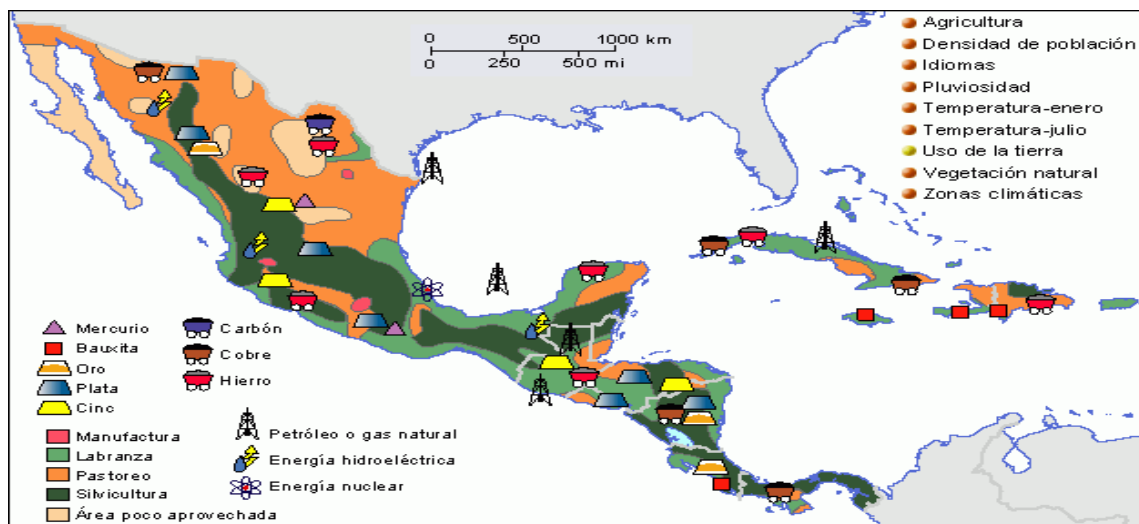 0 500 1000 km
0 250 500 mi
Agricultura
Densidad de población
Idiomas
Pluviosidad
Temperatura-enero
Temperatura-julio
Uso de la tierra
Vegetación natural
Zonas climáticas
Mercurio
Bauxita
Oro
Plata
Cinc
Carbón
Cobre
Hierro
Manufactura
Labranza
Pastoreo
Silvicultura
Área poco aprovechada
Petróleo o gas natural
Energía hidroeléctrica
Energía nuclear